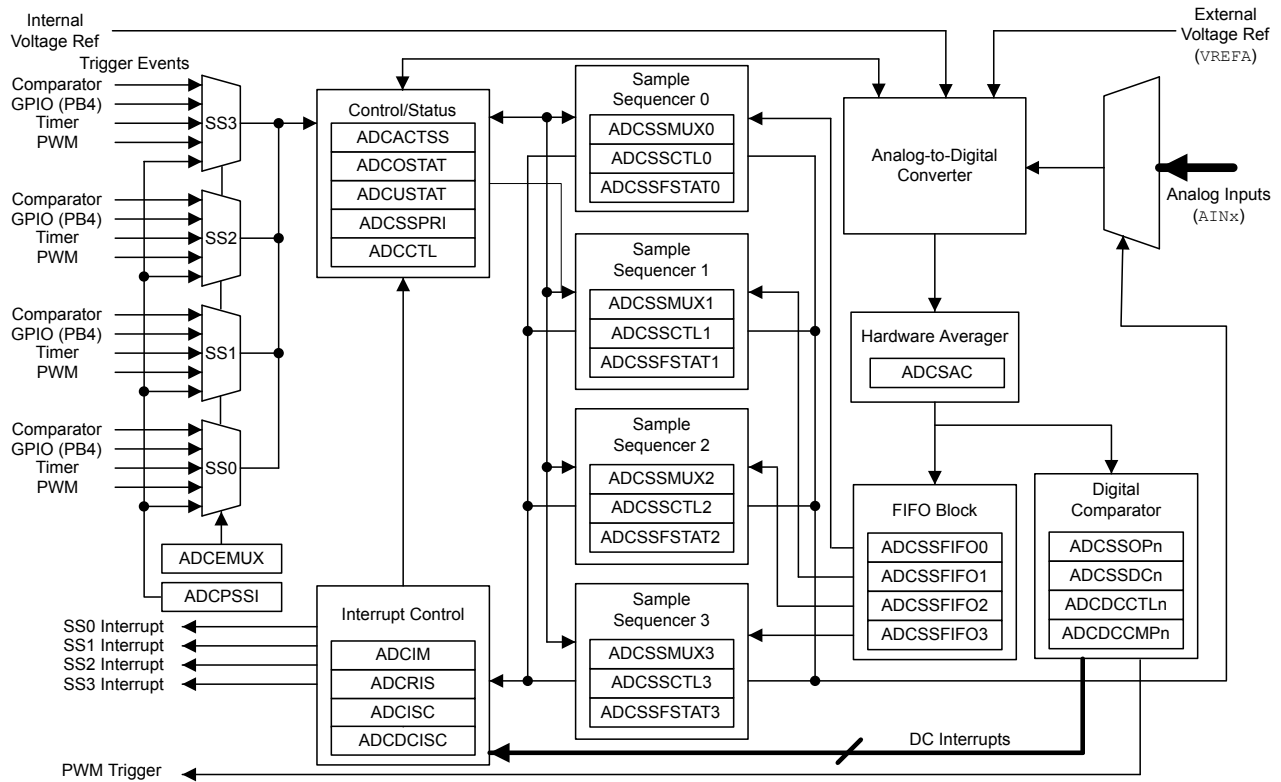 Internal
Voltage Ref
External
Voltage Ref
(VREFA)
Trigger Events
Comparator
GPIO (PB4)
Timer
PWM
SS3
Comparator
GPIO (PB4)
Timer
PWM
SS2
Comparator
GPIO (PB4)
Timer
PWM
SS1
Comparator
GPIO (PB4)
Timer
PWM
SS0
ADCEMUX
ADCPSSI
SS0 Interrupt
SS1 Interrupt
SS2 Interrupt
SS3 Interrupt
PWM Trigger
Control/Status
ADCACTSS
ADCOSTAT
ADCUSTAT
ADCSSPRI
ADCCTL
Interrupt Control
ADCIM
ADCRIS
ADCISC
ADCDCISC
Sample
Sequencer 0
ADCSSMUX0
ADCSSCTL0
ADCSSFSTAT0
Sample
Sequencer 1
ADCSSMUX1
ADCSSCTL1
ADCSSFSTAT1
Sample
Sequencer 2
ADCSSMUX2
ADCSSCTL2
ADCSSFSTAT2
Sample
Sequencer 3
ADCSSMUX3
ADCSSCTL3
ADCSSFSTAT3
Analog-to-Digital
Converter
Analog Inputs
(AINx)
Hardware Averager
ADCSAC
FIFO Block
ADCSSFIFO0
ADCSSFIFO1
ADCSSFIFO2
ADCSSFIFO3
Digital
Comparator
ADCSSOPn
ADCSSDCn
ADCDCCTLn
ADCDCCMPn
DC Interrupts